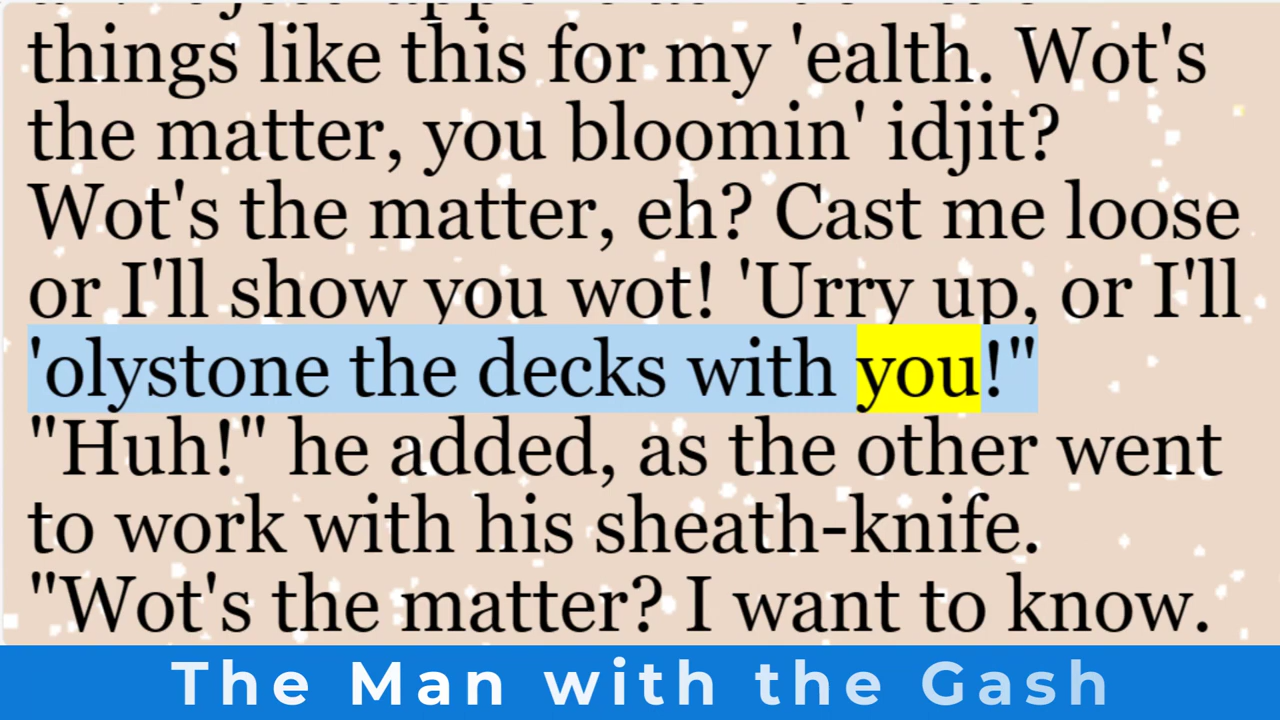 things like this for my 'ealth. Wot's
the matter, you bloomin' idjit?
Wot's the matter, eh? Cast me loose
or I'll show you wot! 'Urry up, or I'll
'olystone the decks with you!"
"Huh!" he added, as the other went
to work with his sheath-knife.
"Wot's the matter? I want to know.
The Man with the Gash